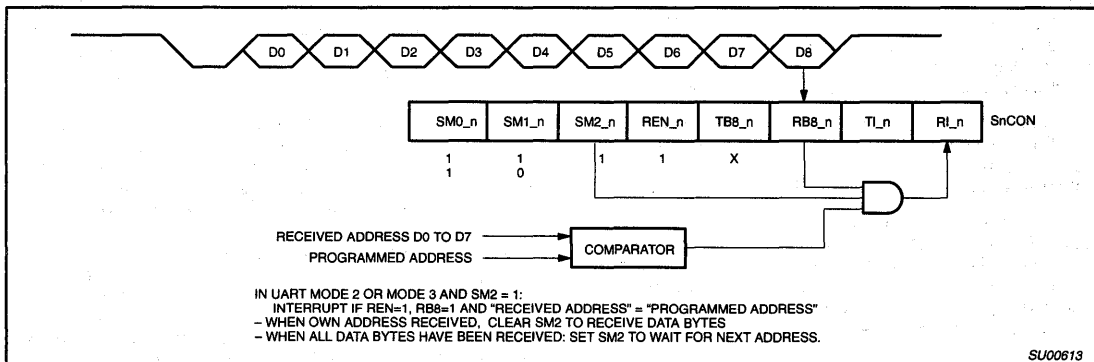 D0 D1 D2 D3 D4 D5 D6 D7 D8
SM0_n SM1_n SM2_n REN_n TB8_n RB8_n TI_n RI_n SnCON
1 1 1 1 X
1 0
RECEIVED ADDRESS D0 TO D7
PROGRAMMED ADDRESS
COMPARATOR
IN UART MODE 2 OR MODE 3 AND SM2 = 1:
INTERRUPT IF REN=1, RB8=1 AND "RECEIVED ADDRESS" = "PROGRAMMED ADDRESS"
– WHEN OWN ADDRESS RECEIVED, CLEAR SM2 TO RECEIVE DATA BYTES
– WHEN ALL DATA BYTES HAVE BEEN RECEIVED: SET SM2 TO WAIT FOR NEXT ADDRESS.
SU00613